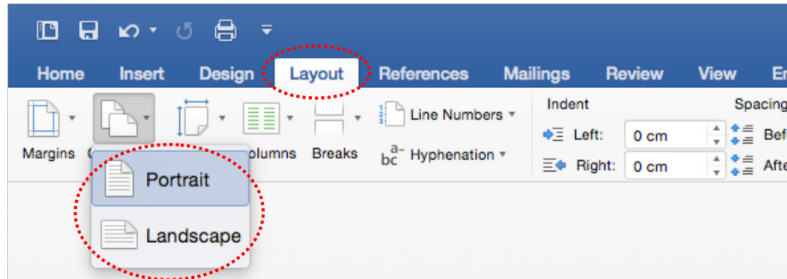 Home Insert Design Layout References Mailings Review View
Line Numbers
Indent
Left: 0 cm
Right: 0 cm
Hyphenation
bc a-
Margins
Breaks
Portrait
Landscape